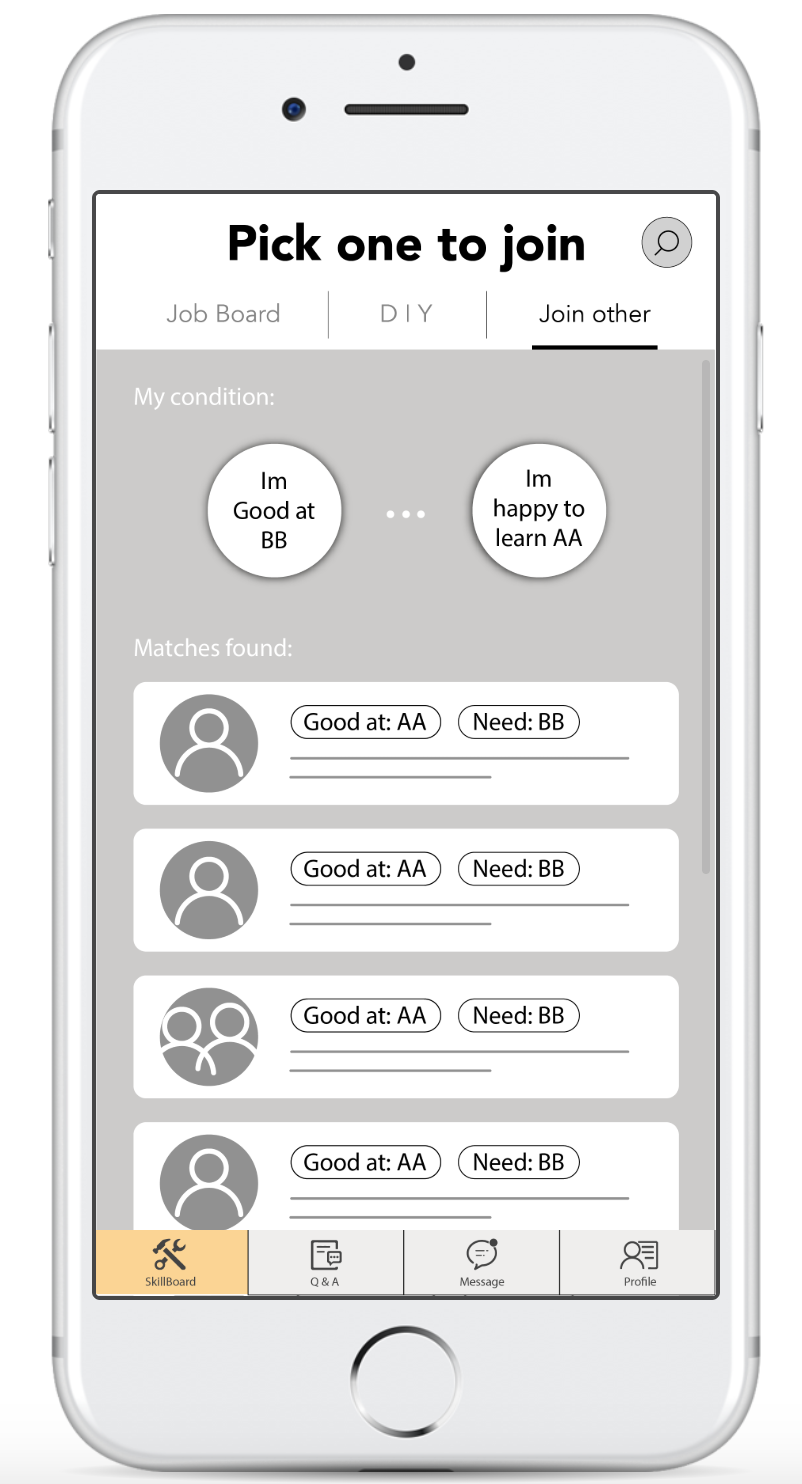 Pick one to join
Job Board
D I Y
Join other
My condition:
Im
Good at
BB
Im
happy to
learn AA
Matches found:
Good at: AA Need: BB
Good at: AA Need: BB
Good at: AA Need: BB
Good at: AA Need: BB
SkillBoard
Q & A
Message
Profile